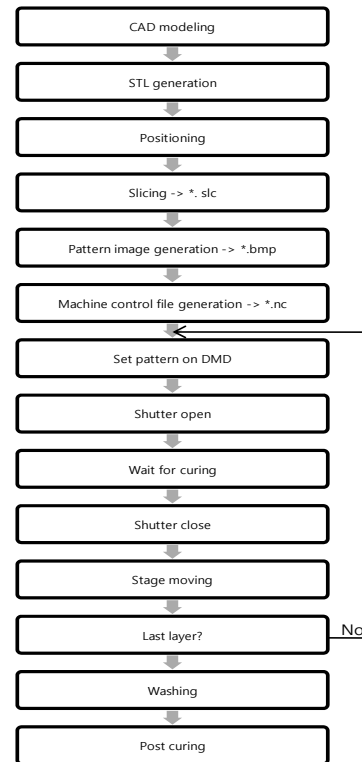 CAD modeling
STL generation
Positioning
Slicing -> *. slc
Pattern image generation -> *.bmp
Machine control file generation -> *.nc
Set pattern on DMD
Shutter open
Wait for curing
Shutter close
Stage moving
Last layer?
No
Washing
Post curing